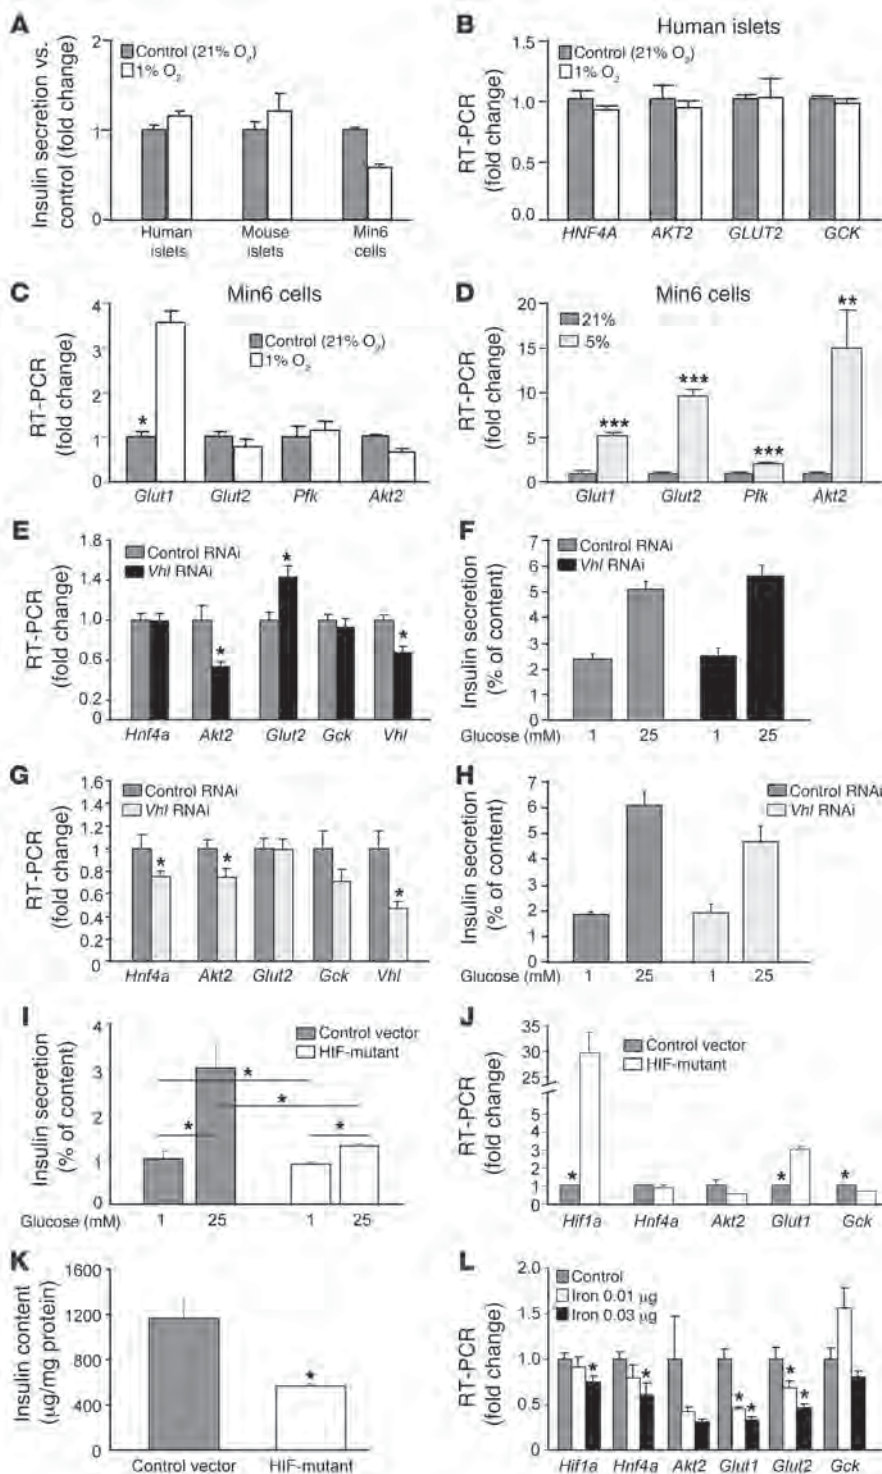 A
Insulin secretion vs.
control (fold change)
2
1
0
Control (21% O2)
1% O2
Human
islets
Mouse
islets
Min6
cells
B
Human islets
RT-PCR
(fold change)
1.5
1.0
0.5
0.0
Control (21% O2)
1% O2
HNF4A AKT2 GLUT2 GCK
C
Min6 cells
RT-PCR
(fold change)
4
3
2
1
0
Control (21% O2)
1% O2
*
Glut1 Glut2 Pfk Akt2
D
Min6 cells
RT-PCR
(fold change)
20
15
10
5
0
21%
5%
*** *** *** **
Glut1 Glut2 Pfk Akt2
E
RT-PCR
(fold change)
1.8
1.4
1.0
0.6
0.2
0
Control RNAi
Vhl RNAi
* * *
Hnf4a Akt2 Glut2 Gck Vhl
F
Insulin secretion
(% of content)
7
6
5
4
3
2
1
0
Control RNAi
Vhl RNAi
Glucose (mM) 1 25 1 25
G
RT-PCR
(fold change)
1.6
1.4
1.2
1
0.8
0.6
0.4
0.2
0
Control RNAi
Vhl RNAi
* * *
Hnf4a Akt2 Glut2 Gck Vhl
H
Insulin secretion
(% of content)
7
6
5
4
3
2
1
0
Control RNAi
Vhl RNAi
Glucose (mM) 1 25 1 25
I
Insulin secretion
(% of content)
4
3
2
1
0
Control vector
HIF-mutant
* * * *
Glucose (mM) 1 25 1 25
J
RT-PCR
(fold change)
35
30
25
5
4
3
2
1
0
Control vector
HIF-mutant
* * *
Hif1a Hnf4a Akt2 Glut1 Gck
K
Insulin content
(µg/mg protein)
1600
1200
800
400
0
*
Control vector HIF-mutant
L
RT-PCR
(fold change)
2.0
1.5
1.0
0.5
0
Control
Iron 0.01 µg
Iron 0.03 µg
* * * * * *
Hif1a Hnf4a Akt2 Glut1 Glut2 Gck